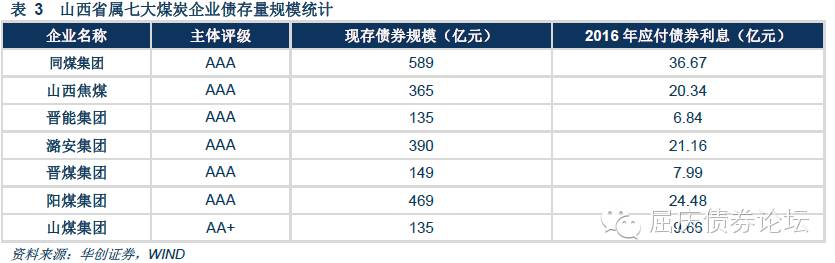 表 3 山西省属七大煤炭企业债存量规模统计
企业名称 主体评级 现存债券规模（亿元） 2016 年应付债券利息（亿元）
同煤集团 AAA 589 36.67
山西焦煤 AAA 365 20.34
晋能集团 AAA 135 6.84
潞安集团 AAA 390 21.16
晋煤集团 AAA 149 7.99
阳煤集团 AAA 469 24.48
山煤集团 AA+ 135 9.66
屈庆债券论坛
资料来源：华创证券，WIND